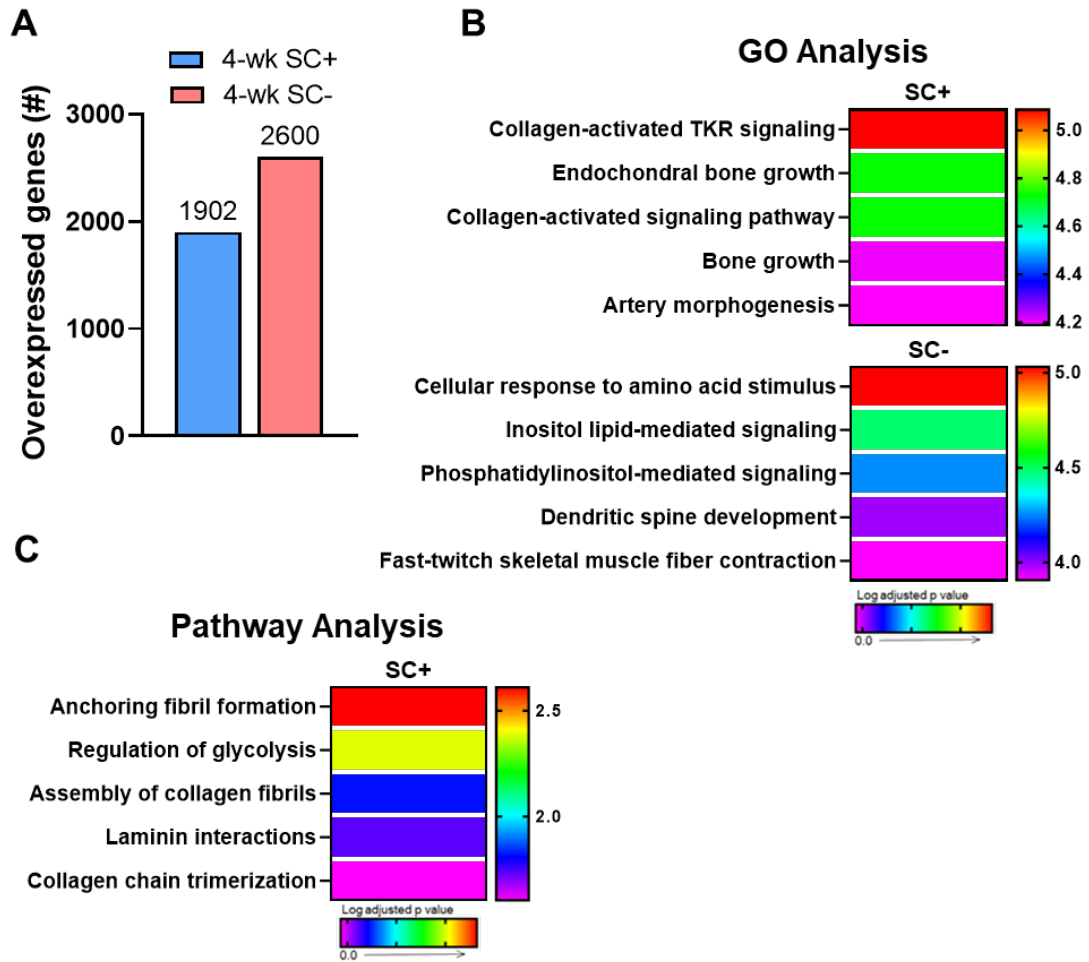 A
4-wk SC+
4-wk SC-
Overexpressed genes (#)
3000
2000
1000
0
1902
2600
B
GO Analysis
SC+
Collagen-activated TKR signaling
Endochondral bone growth
Collagen-activated signaling pathway
Bone growth
Artery morphogenesis
5.0
4.8
4.6
4.4
4.2
SC-
Cellular response to amino acid stimulus
Inositol lipid-mediated signaling
Phosphatidylinositol-mediated signaling
Dendritic spine development
Fast-twitch skeletal muscle fiber contraction
5.0
4.5
4.0
Log adjusted p value
0.0
C
Pathway Analysis
SC+
Anchoring fibril formation
Regulation of glycolysis
Assembly of collagen fibrils
Laminin interactions
Collagen chain trimerization
2.5
2.0
Log adjusted p value
0.0